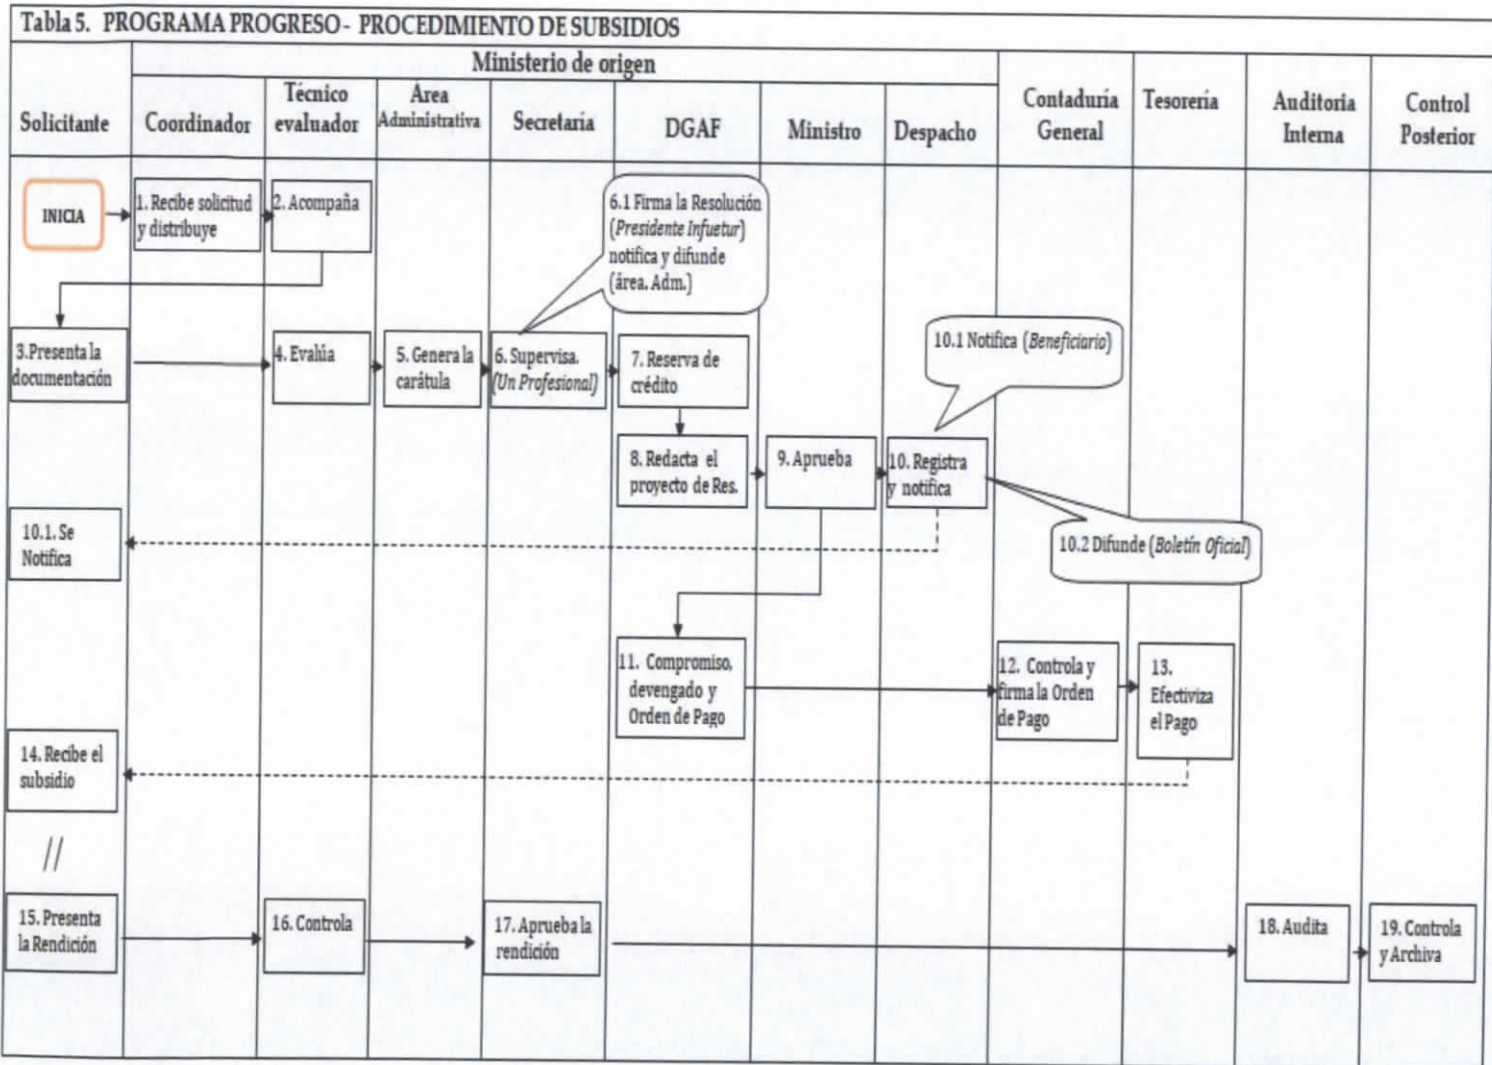 Tabla 5. PROGRAMA PROGRESO - PROCEDIMIENTO DE SUBSIDIOS
Ministerio de origen
Solicitante
Coordinador
Técnico
evaluador
Área
Administrativa
Secretaría
DGAF
Ministro
Despacho
Contaduría
General
Tesorería
Auditoría
Interna
Control
Posterior
INICIA
1. Recibe solicitud
y distribuye
2. Acompaña
6.1 Firma la Resolución
(Presidente Infuetur)
notifica y difunde
(área. Adm.)
3.Presenta la
documentación
4. Evalúa
5. Genera la
carátula
6. Supervisa.
(Un Profesional)
7. Reserva de
crédito
10.1 Notifica (Beneficiario)
8. Redacta el
proyecto de Res.
9. Aprueba
10. Registra
y notifica
10.1. Se
Notifica
10.2 Difunde (Boletín Oficial)
11. Compromiso,
devengado y
Orden de Pago
12. Controla y
firma la Orden
de Pago
13.
Efectiviza
el Pago
14. Recibe el
subsidio
//
15. Presenta
la Rendición
16. Controla
17. Aprueba la
rendición
18. Audita
19. Controla
y Archiva